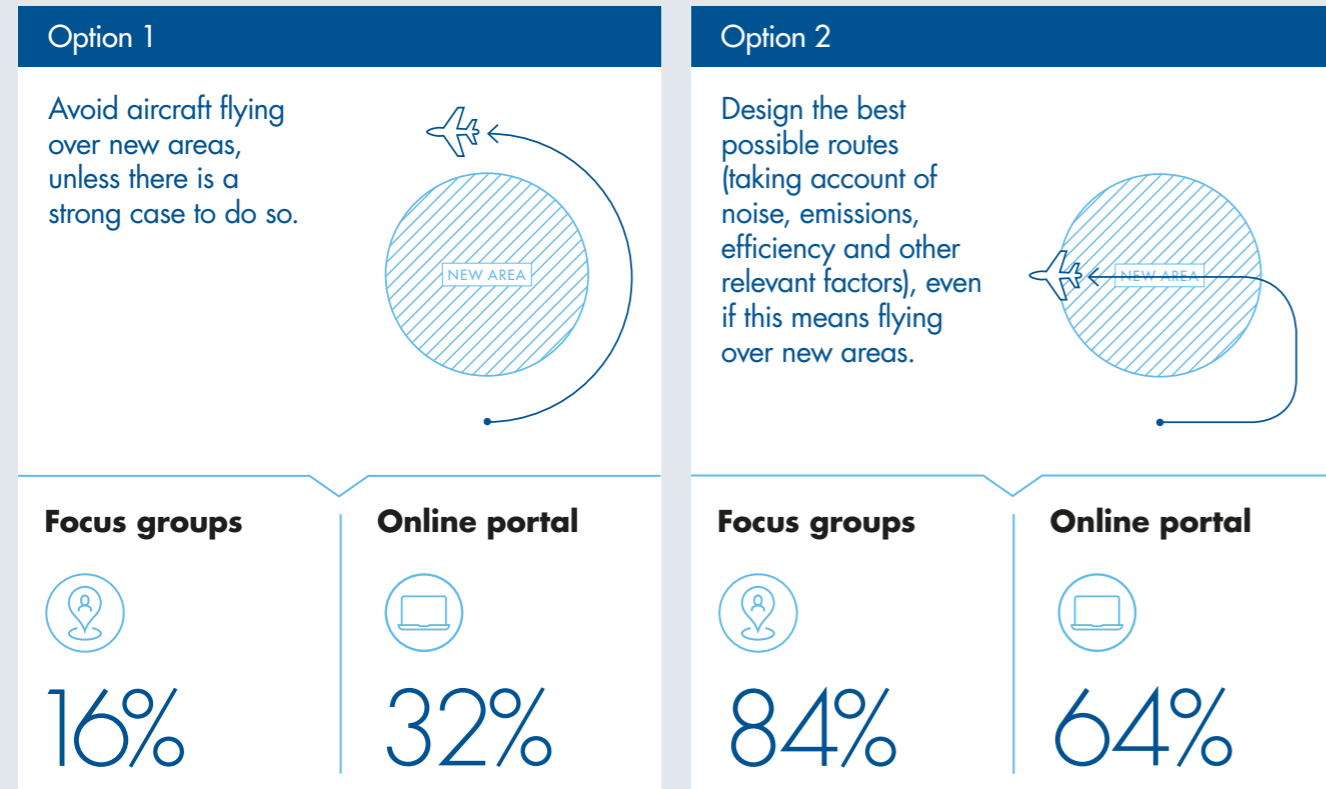 Option 1
Avoid aircraft flying
over new areas,
unless there is a
strong case to do so.
NEW AREA
Focus groups
Online portal
16%
32%
Option 2
Design the best
possible routes
(taking account of
noise, emissions,
efficiency and other
relevant factors), even
if this means flying
over new areas.
NEW AREA
Focus groups
Online portal
84%
64%